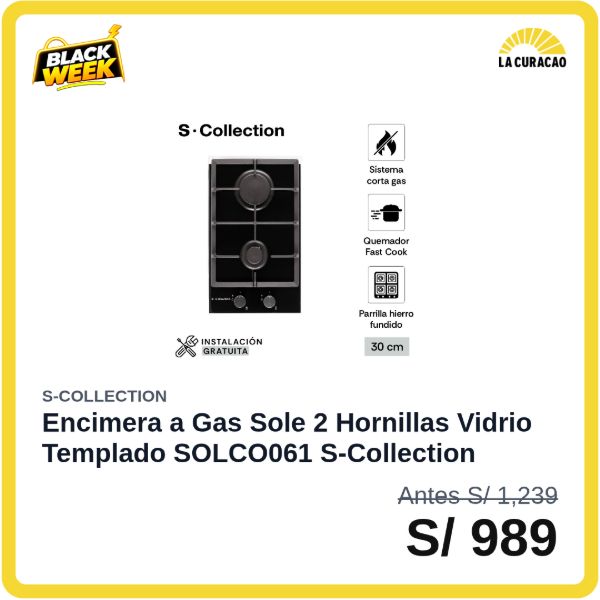 BLACK
WEEK
LA CURACAO
S·Collection
Sistema
corta gas
Quemador
Fast Cook
Parrilla hierro
fundido
30 cm
INSTALACIÓN
GRATUITA
S-COLLECTION
Encimera a Gas Sole 2 Hornillas Vidrio
Templado SOLCO061 S-Collection
Antes S/ 1,239
S/ 989